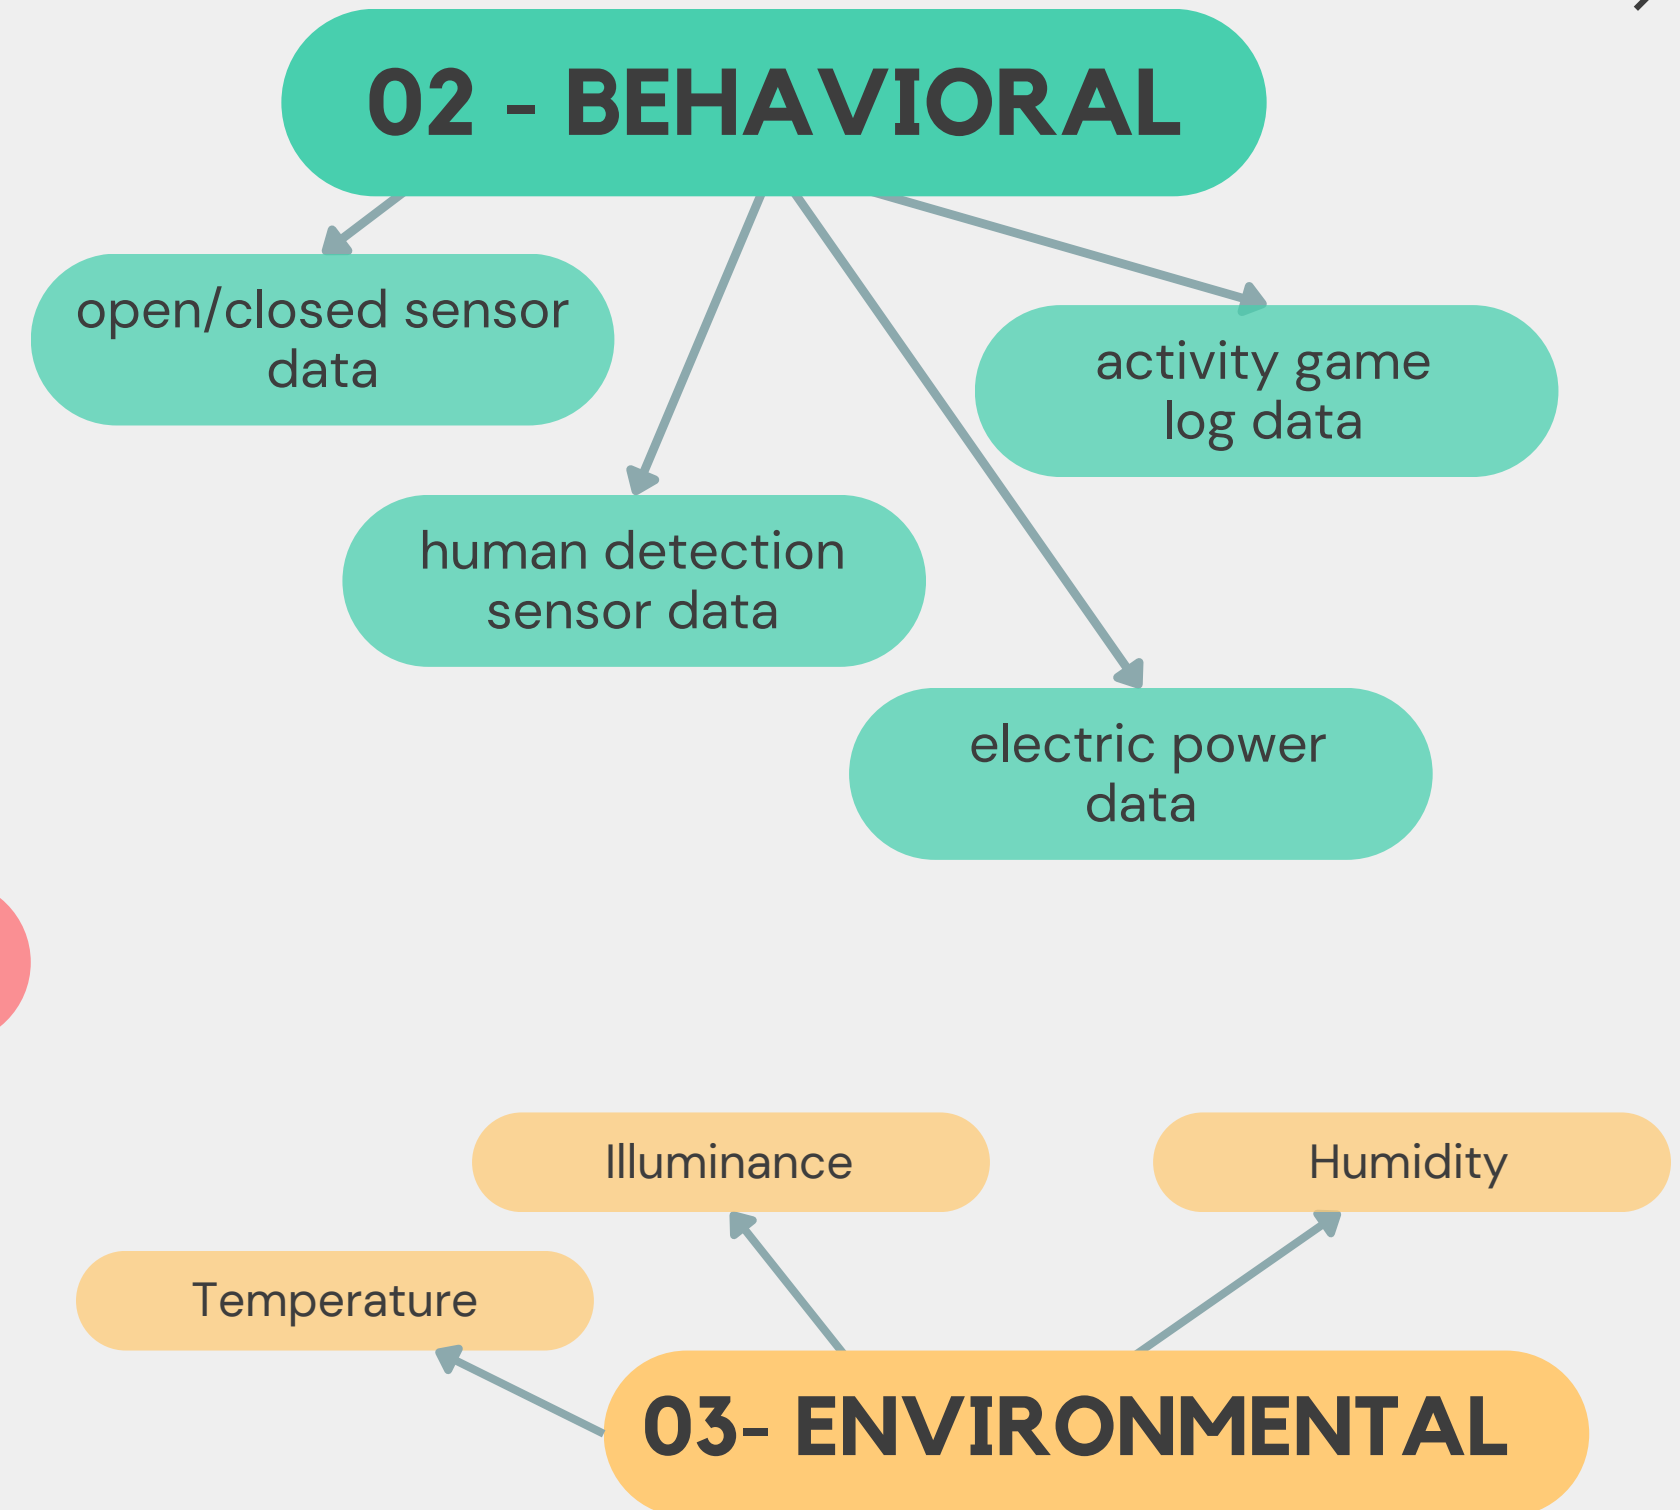 02 - BEHAVIORAL
open/closed sensor
data
activity game
log data
human detection
sensor data
electric power
data
Illuminance
Humidity
Temperature
03- ENVIRONMENTAL